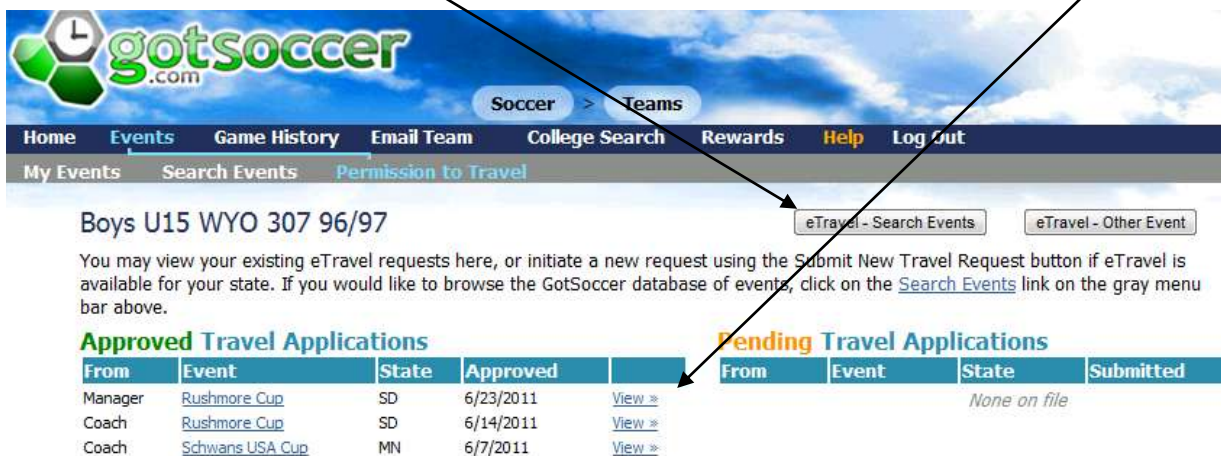 gotsoccer
.com
Soccer > Teams
Home Events Game History Email Team College Search Rewards Help Log Out
My Events Search Events Permission to Travel
Boys U15 WYO 307 96/97
eTravel - Search Events eTravel - Other Event
You may view your existing eTravel requests here, or initiate a new request using the Submit New Travel Request button if eTravel is
available for your state. If you would like to browse the GotSoccer database of events, click on the Search Events link on the gray menu
bar above.
Approved Travel Applications
From Event State Approved
Manager Rushmore Cup SD 6/23/2011 View »
Coach Rushmore Cup SD 6/14/2011 View »
Coach Schwans USA Cup MN 6/7/2011 View »
Pending Travel Applications
From Event State Submitted
None on file